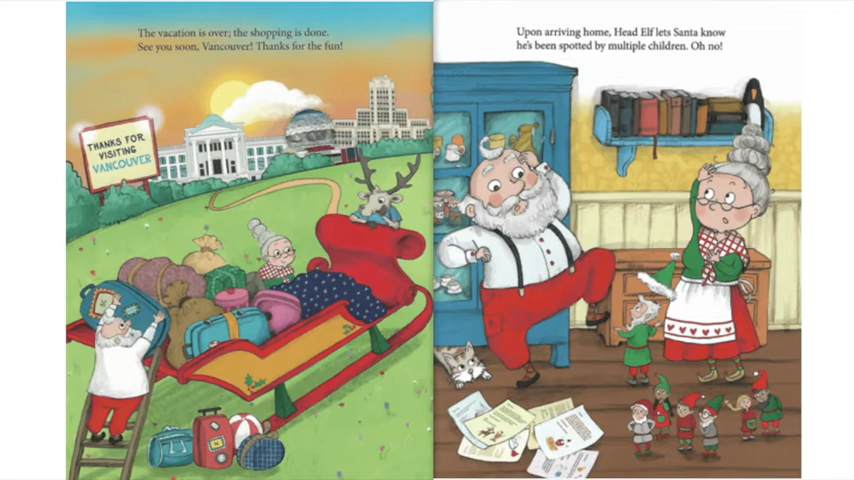 The vacation is over; the shopping is done.
See you soon, Vancouver! Thanks for the fun!
THANKS FOR
VISITING
VANCOUVER
Upon arriving home, Head Elf lets Santa know
he's been spotted by multiple children. Oh no!